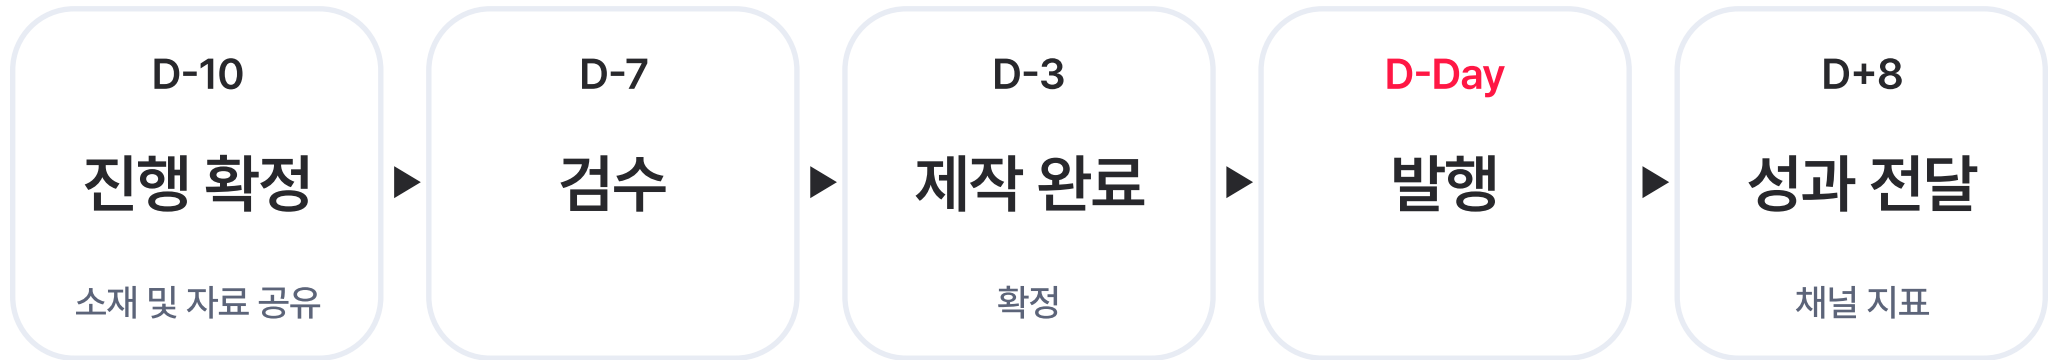 D-10
진행 확정
소재 및 자료 공유
D-7
검수
D-3
제작 완료
확정
D-Day
발행
D+8
성과 전달
채널 지표